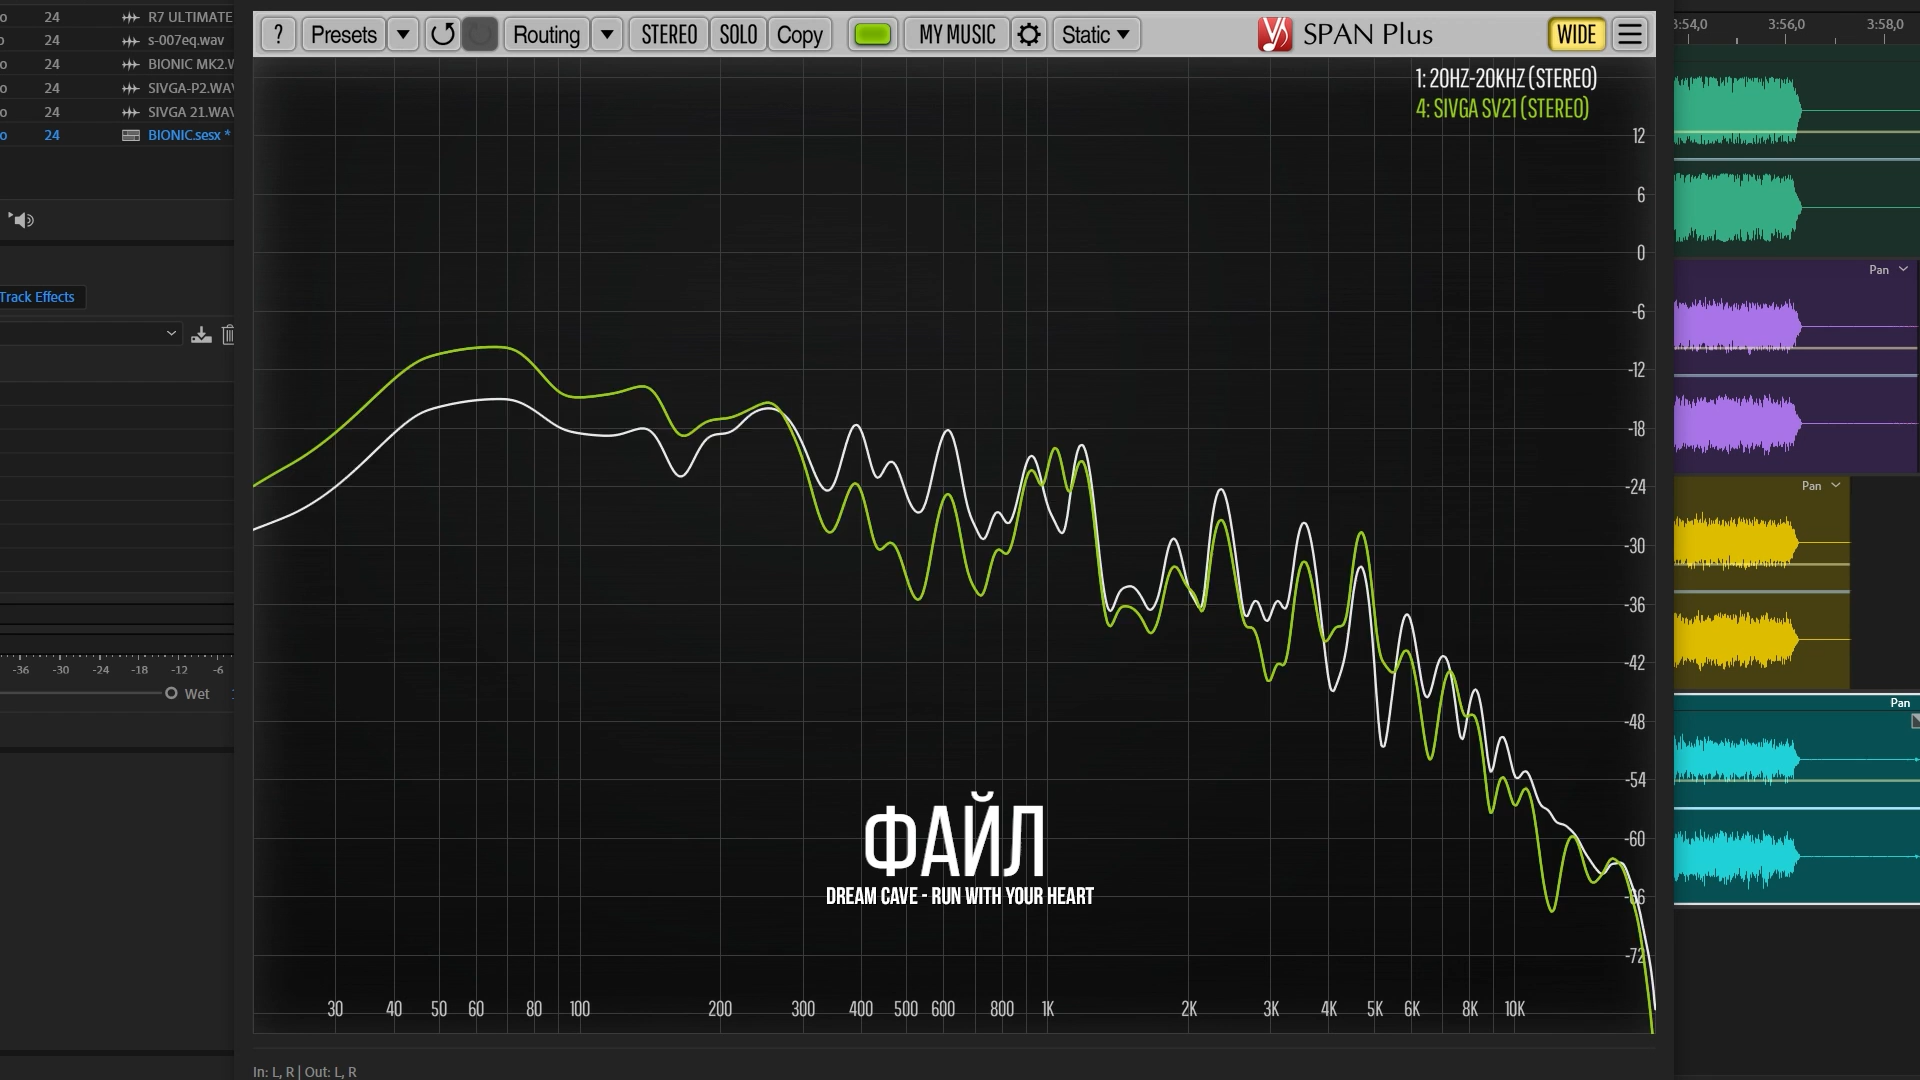 24 R7 ULTIMATE
24 s-007eq.wav
24 BIONIC MK2.W
24 SIVGA-P2.WAV
24 SIVGA 21.WAV
24 BIONIC.sesx *
Track Effects
-36 -30 -24 -18 -12 -6
Wet
? Presets Routing STEREO SOLO Copy MY MUSIC Static SPAN Plus WIDE
1: 20HZ-20KHZ (STEREO)
4: SIVGA SV21 (STEREO)
12
6
0
-6
-12
-18
-24
-30
-36
-42
-48
-54
-60
-66
-72
ФАЙЛ
DREAM CAVE - RUN WITH YOUR HEART
30 40 50 60 80 100 200 300 400 500 600 800 1K 2K 3K 4K 5K 6K 8K 10K
In: L, R | Out: L, R
3:54,0 3:56,0 3:58,0
Pan
Pan
Pan